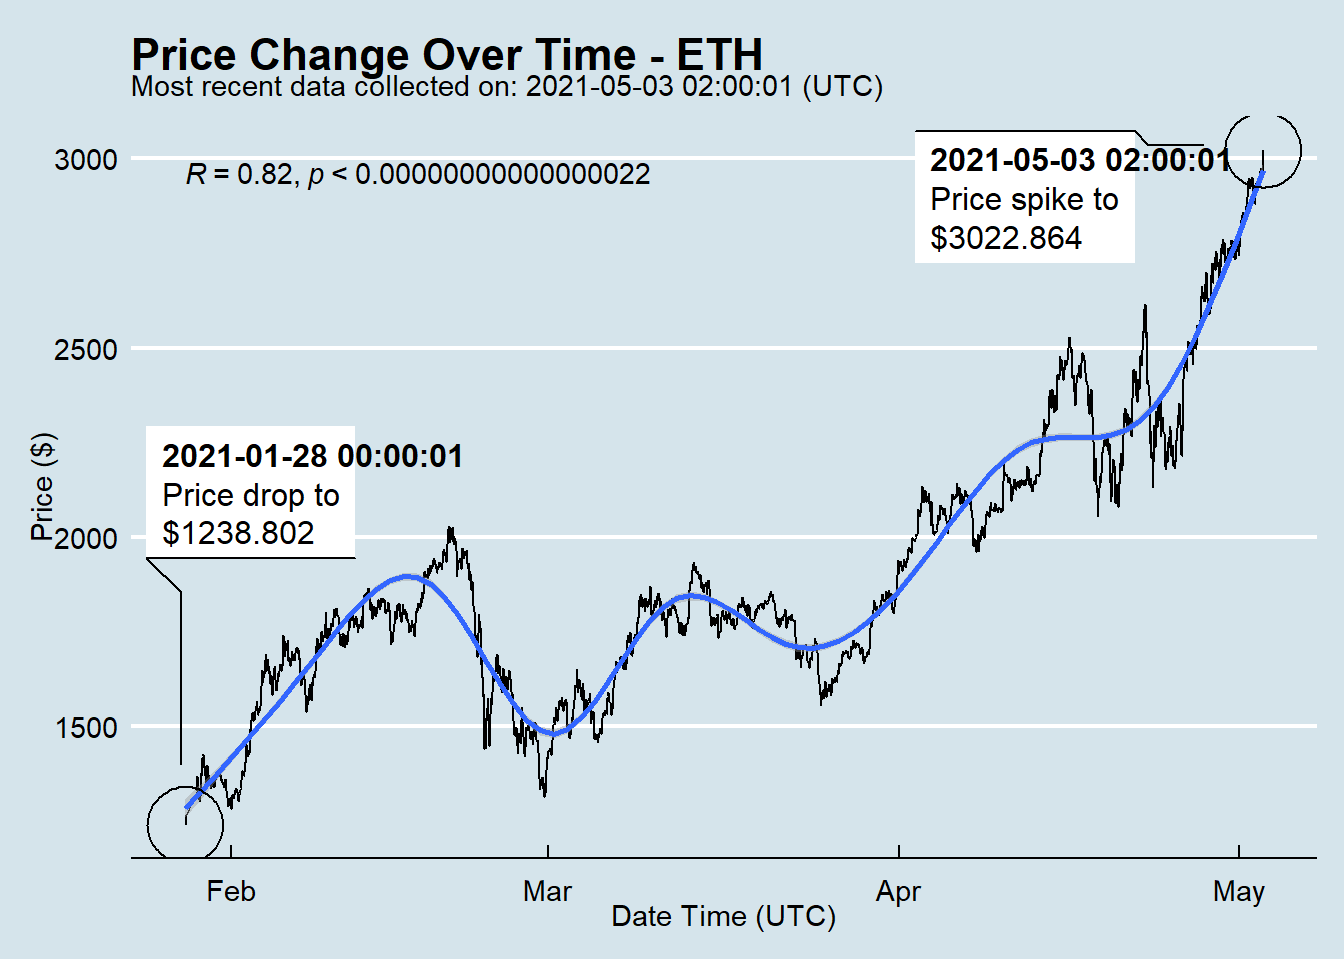 Price Change Over Time - ETH
Most recent data collected on: 2021-05-03 02:00:01 (UTC)
R = 0.82, p < 0.00000000000000022
2021-05-03 02:00:01
Price spike to
$3022.864
2021-01-28 00:00:01
Price drop to
$1238.802
Price ($)
3000
2500
2000
1500
Feb
Mar
Apr
May
Date Time (UTC)